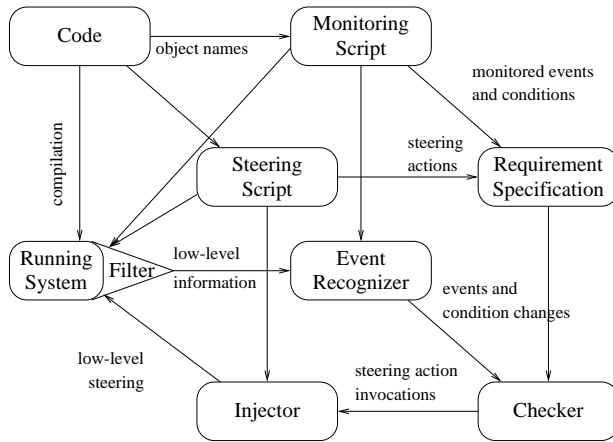 Code
Monitoring
Script
object names
monitored events
and conditions
compilation
Steering
Script
steering
actions
Requirement
Specification
Running
System
Filter
low-level
information
Event
Recognizer
events and
condition changes
low-level
steering
steering action
invocations
Injector
Checker